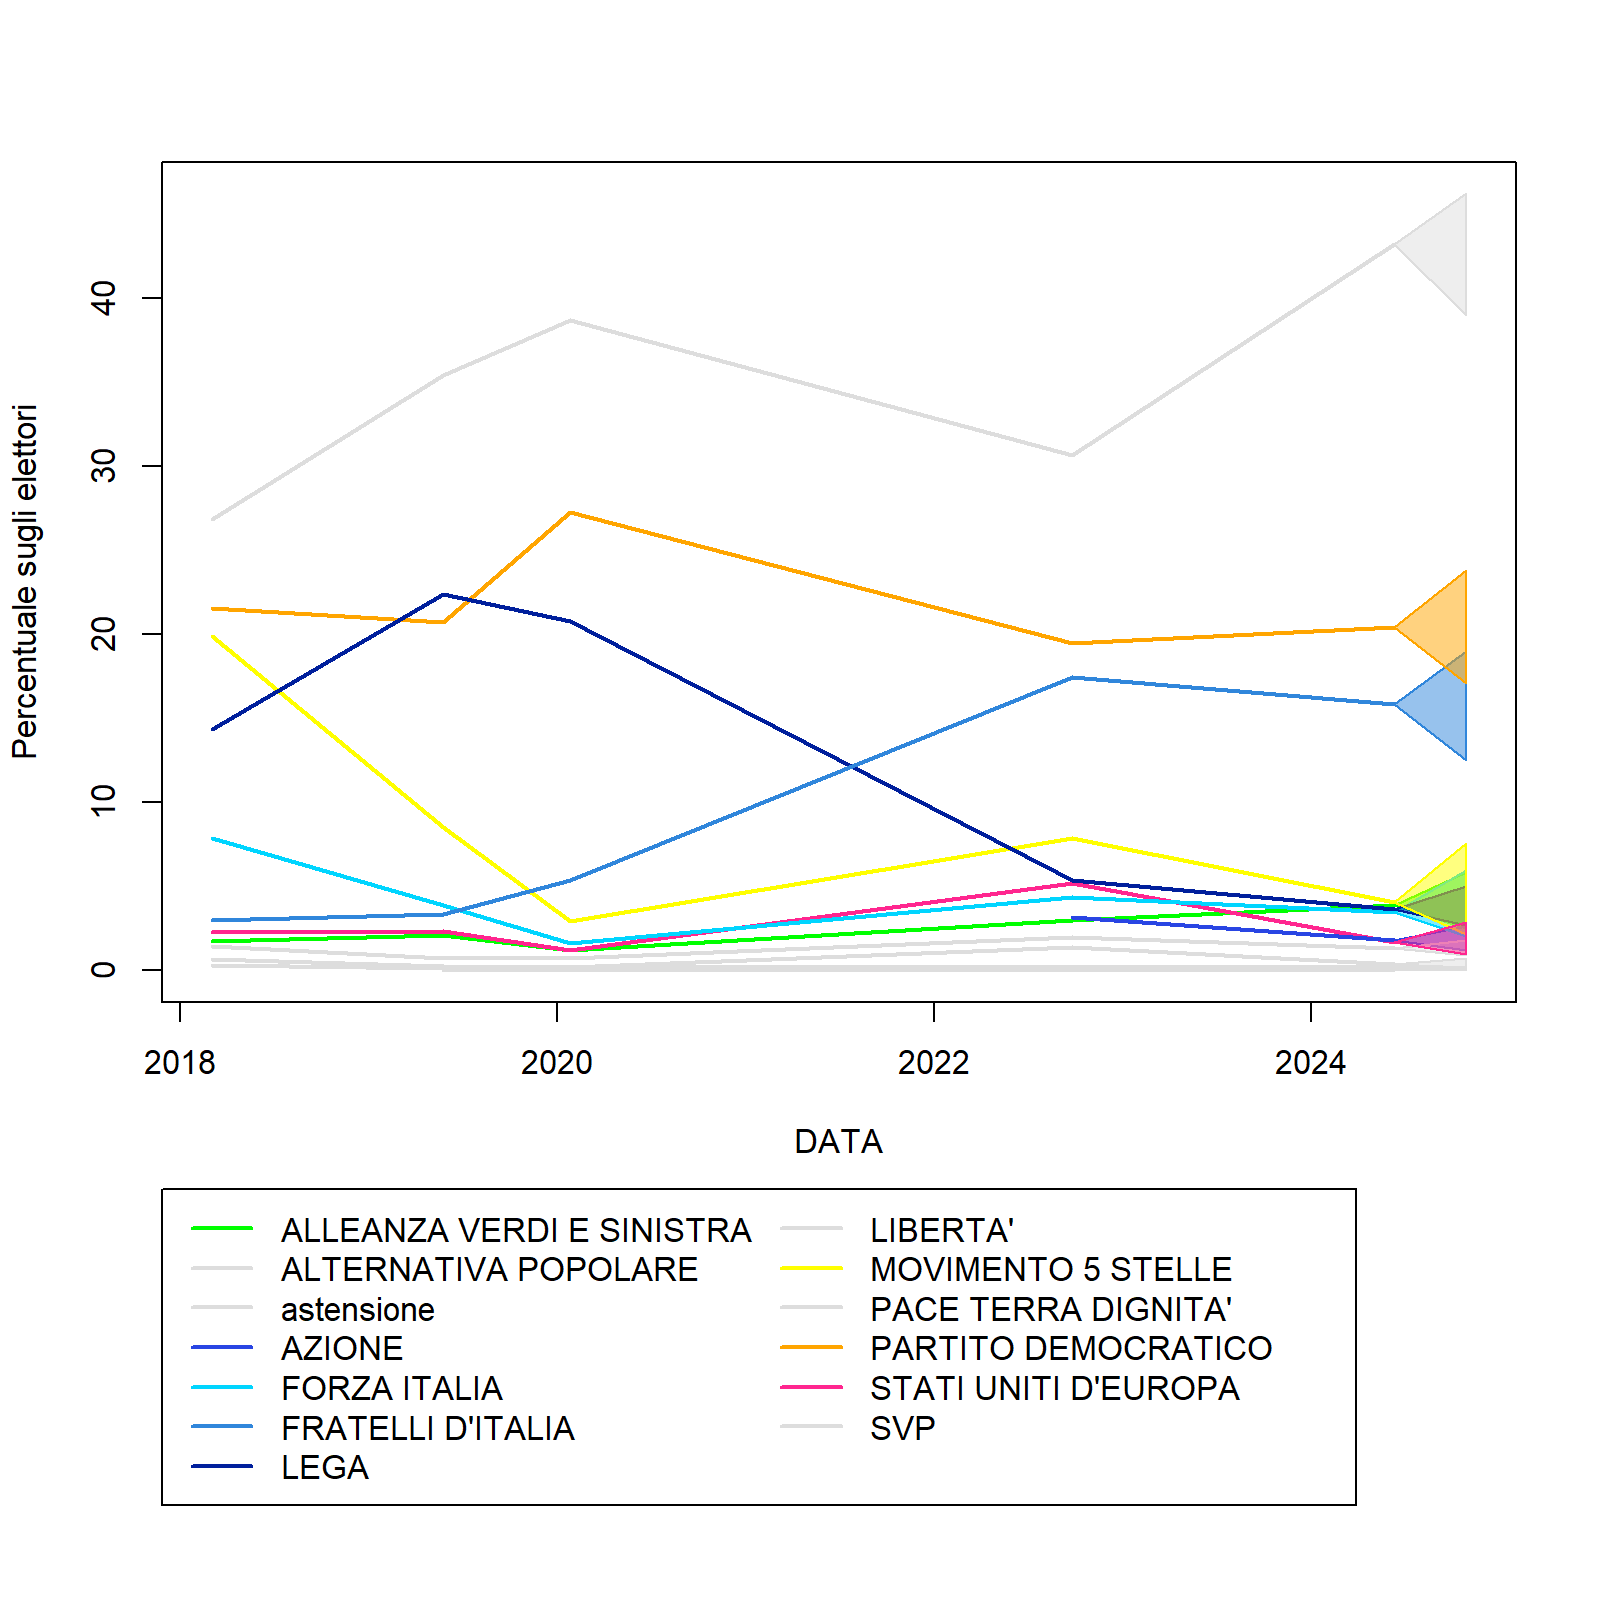 Percentuale sugli elettori
40
30
20
10
0
2018 2020 2022 2024
DATA
ALLEANZA VERDI E SINISTRA
ALTERNATIVA POPOLARE
astensione
AZIONE
FORZA ITALIA
FRATELLI D'ITALIA
LEGA
LIBERTA'
MOVIMENTO 5 STELLE
PACE TERRA DIGNITA'
PARTITO DEMOCRATICO
STATI UNITI D'EUROPA
SVP